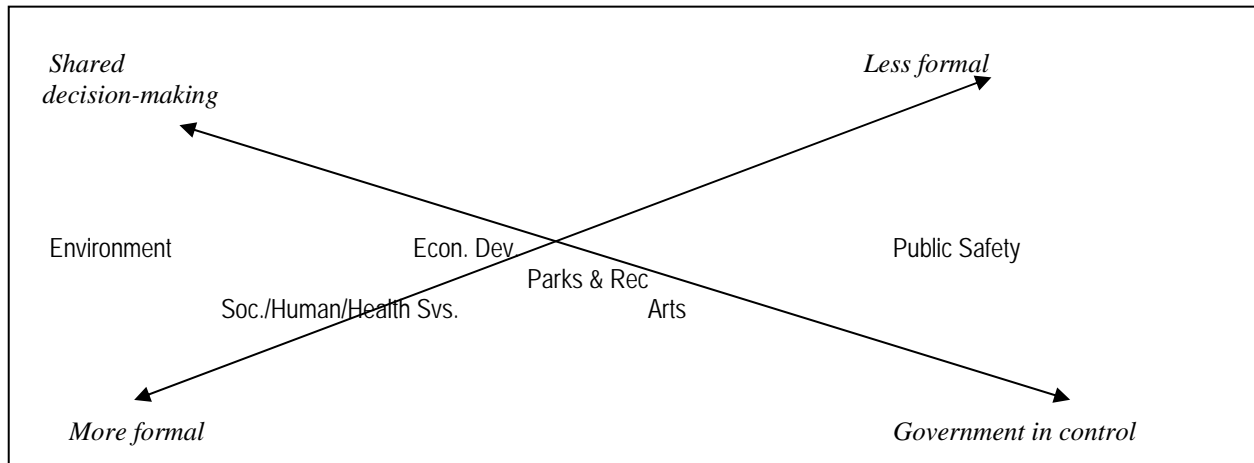 Shared
decision-making
Less formal
Environment
Econ. Dev.
Public Safety
Parks & Rec
Soc./Human/Health Svs.
Arts
More formal
Government in control